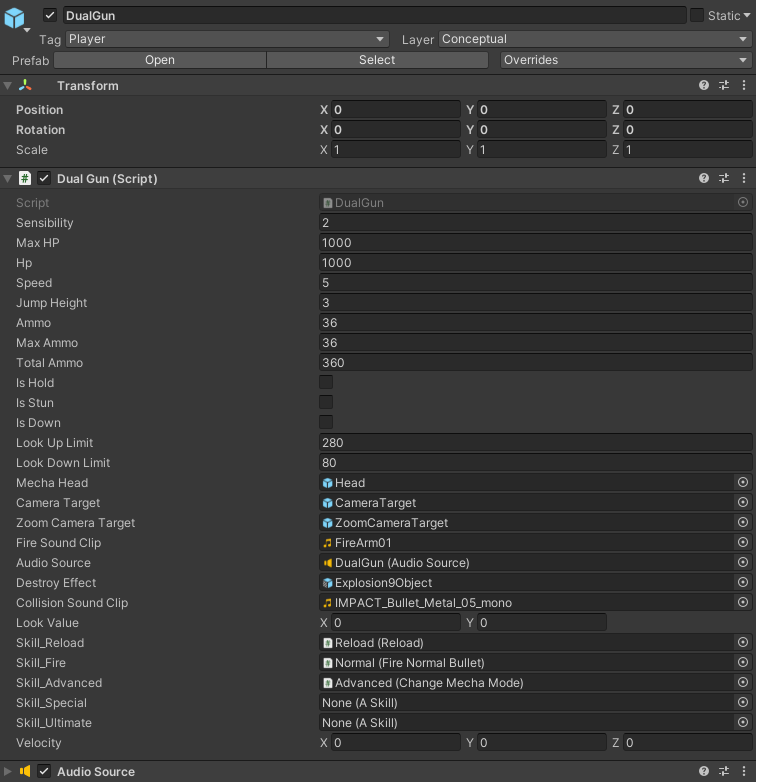 DualGun Static
Tag Player Layer Conceptual
Prefab Open Select Overrides
Transform
Position X 0 Y 0 Z 0
Rotation X 0 Y 0 Z 0
Scale X 1 Y 1 Z 1
# Dual Gun (Script)
Script # DualGun
Sensibility 2
Max HP 1000
Hp 1000
Speed 5
Jump Height 3
Ammo 36
Max Ammo 36
Total Ammo 360
Is Hold
Is Stun
Is Down
Look Up Limit 280
Look Down Limit 80
Mecha Head Head
Camera Target CameraTarget
Zoom Camera Target ZoomCameraTarget
Fire Sound Clip FireArm01
Audio Source DualGun (Audio Source)
Destroy Effect Explosion9Object
Collision Sound Clip IMPACT_Bullet_Metal_05_mono
Look Value X 0 Y 0
Skill_Reload # Reload (Reload)
Skill_Fire # Normal (Fire Normal Bullet)
Skill_Advanced # Advanced (Change Mecha Mode)
Skill_Special None (A Skill)
Skill_Ultimate None (A Skill)
Velocity X 0 Y 0 Z 0
Audio Source